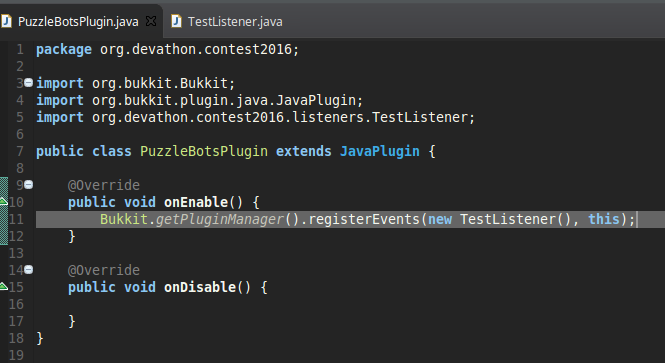 PuzzleBotsPlugin.java TestListener.java
1 package org.devathon.contest2016;
2
3 import org.bukkit.Bukkit;
4 import org.bukkit.plugin.java.JavaPlugin;
5 import org.devathon.contest2016.listeners.TestListener;
6
7 public class PuzzleBotsPlugin extends JavaPlugin {
8
9 @Override
10 public void onEnable() {
11 Bukkit.getPluginManager().registerEvents(new TestListener(), this);
12 }
13
14 @Override
15 public void onDisable() {
16
17 }
18 }
19